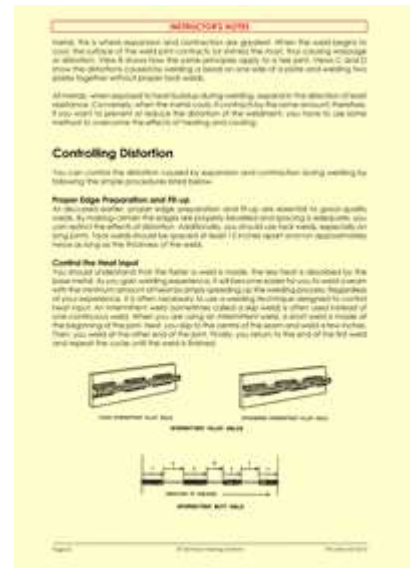 INSTRUCTOR'S NOTES
metal, this is where expansion and contraction are greatest. When the weld begins to
cool, the surface of the weld joint contracts (or shrinks) the most, thus causing warpage
or distortion. View B shows how the same principles apply to a tee joint. Views C and D
show the distortions caused by welding a bead on one side of a plate and welding two
plates together without proper tack welds.
All metals, when exposed to heat buildup during welding, expand in the direction of least
resistance. Conversely, when the metal cools, it contracts by the same amount; therefore,
if you want to prevent or reduce the distortion of the weldment, you have to use some
method to overcome the effects of heating and cooling.
Controlling Distortion
You can control the distortion caused by expansion and contraction during welding by
following the simple procedures listed below.
Proper Edge Preparation and Fit-up
As discussed earlier, proper edge preparation and fit-up are essential to good quality
welds. By making certain the edges are properly bevelled and spacing is adequate, you
can restrict the effects of distortion. Additionally, you should use tack welds, especially on
long joints. Tack welds should be spaced at least 12 inches apart and run approximately
twice as long as the thickness of the weld.
Control the Heat Input
You should understand that the faster a weld is made, the less heat is absorbed by the
base metal. As you gain welding experience, it will become easier for you to weld a seam
with the minimum amount of heat by simply speeding up the welding process. Regardless
of your experience, it is often necessary to use a welding technique designed to control
heat input. An intermittent weld (sometimes called a skip weld) is often used instead of
one continuous weld. When you are using an intermittent weld, a short weld is made at
the beginning of the joint. Next, you skip to the center of the seam and weld a few inches.
Then, you weld at the other end of the joint. Finally, you return to the end of the first weld
and repeat the cycle until the weld is finished.
CHAIN INTERMITTENT FILLET WELD
STAGGERED INTERMITTENT FILLET WELD
INTERMITTENT FILLET WELDS
DIRECTION OF WELDING
INTERMITTENT BUTT WELD